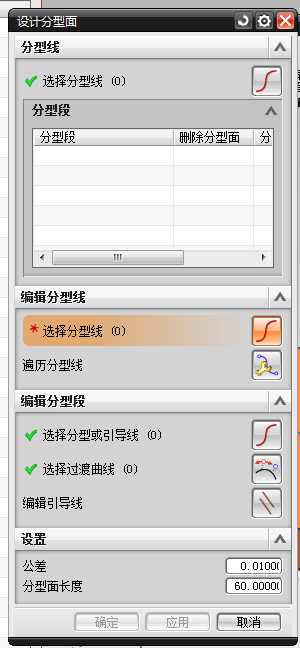 设计分型面
分型线
选择分型线 (0)
分型段
分型段 删除分型面 分
编辑分型线
* 选择分型线 (0)
遍历分型线
编辑分型段
选择分型或引导线 (0)
选择过渡曲线 (0)
编辑引导线
设置
公差 0.0100
分型面长度 60.0000
确定 应用 取消